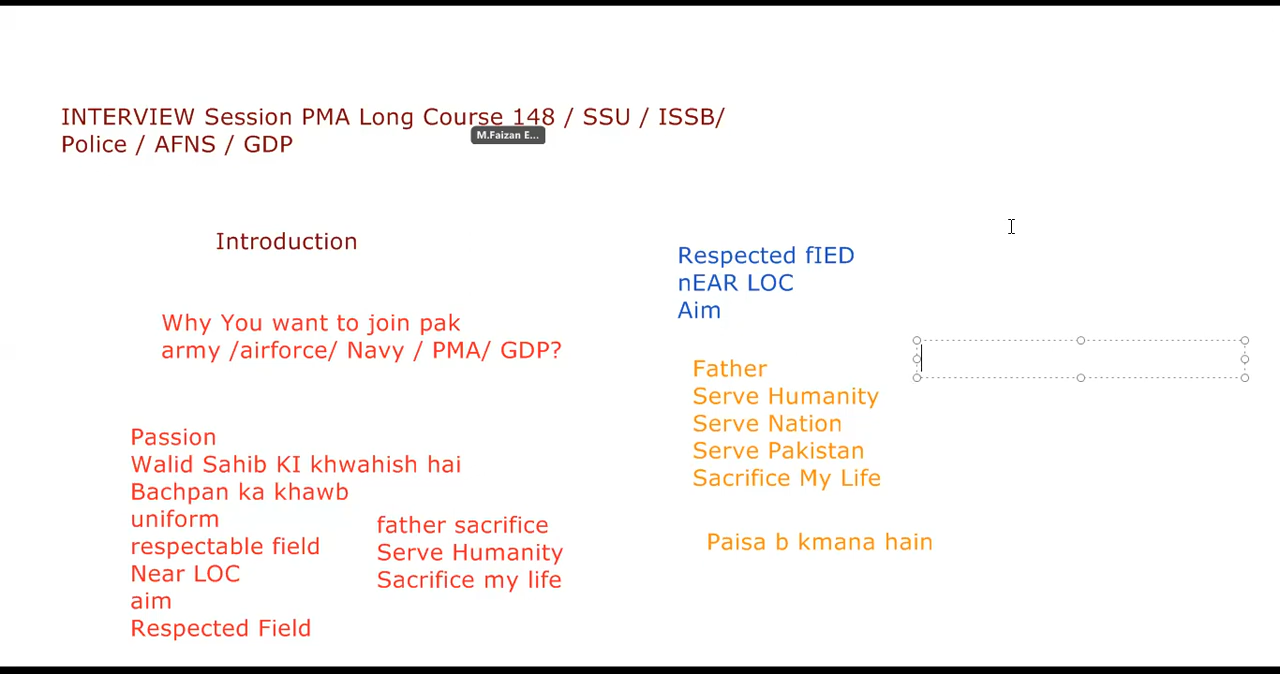 INTERVIEW Session PMA Long Course 148 / SSU / ISSB/
Police / AFNS / GDP
M.Faizan E...
Introduction
Why You want to join pak
army /airforce/ Navy / PMA/ GDP?
Passion
Walid Sahib KI khwahish hai
Bachpan ka khawb
uniform
respectable field
Near LOC
aim
Respected Field
father sacrifice
Serve Humanity
Sacrifice my life
Respected fIED
nEAR LOC
Aim
Father
Serve Humanity
Serve Nation
Serve Pakistan
Sacrifice My Life
Paisa b kmana hain